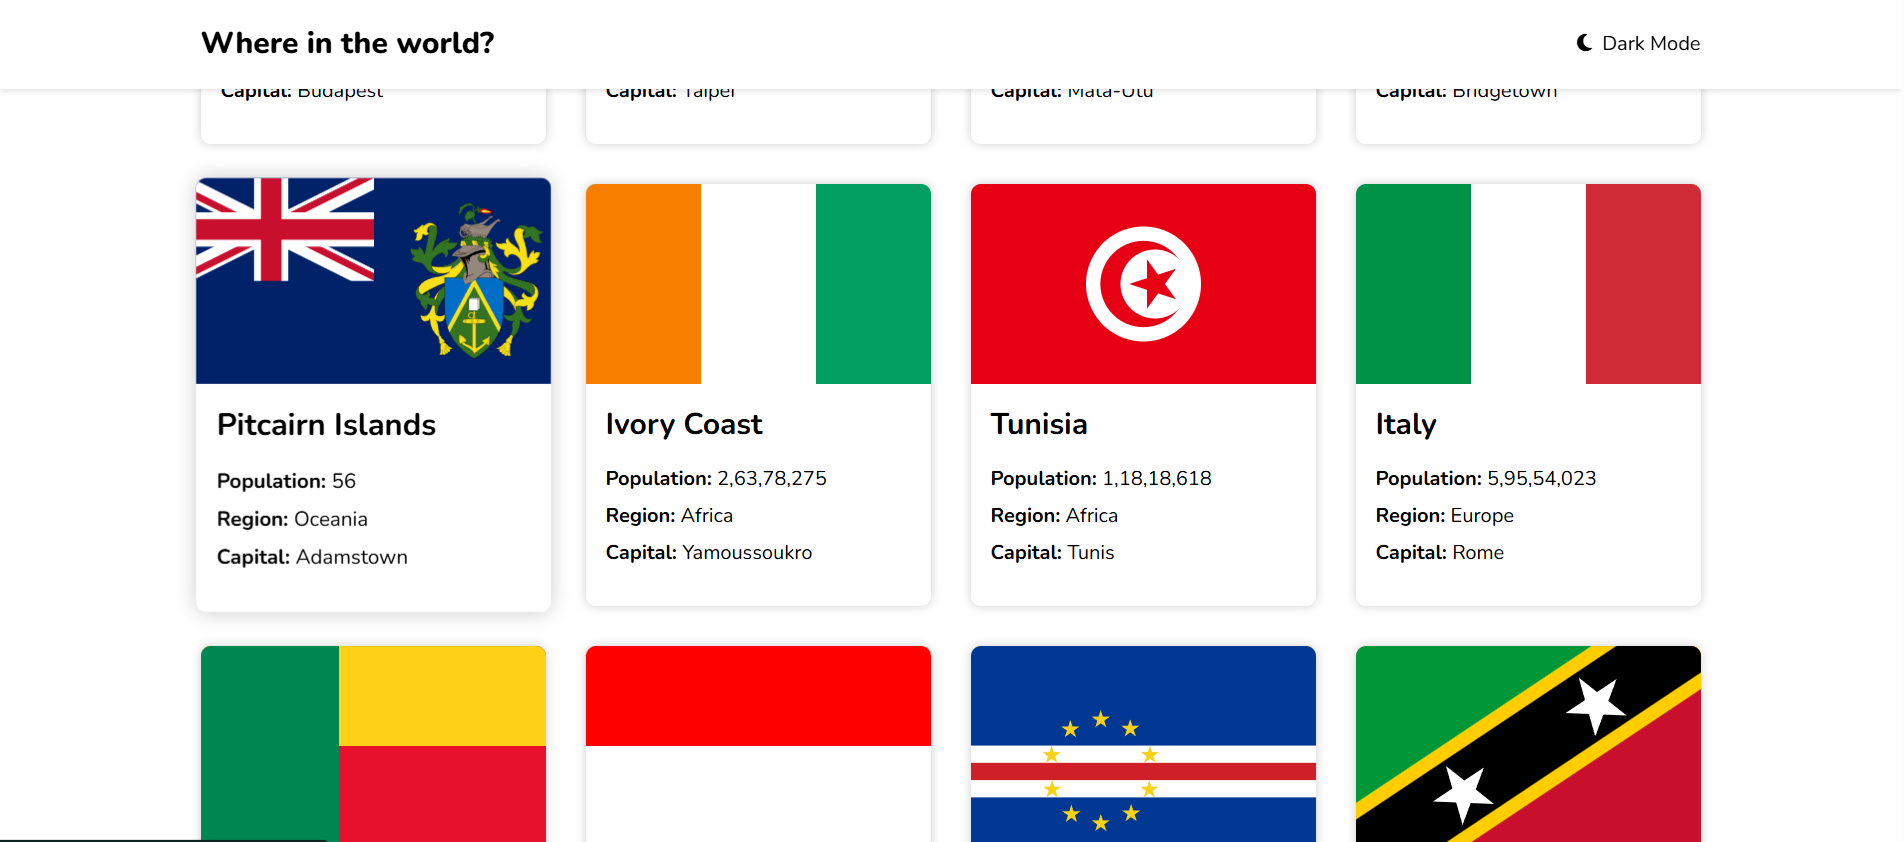 Where in the world?
Dark Mode
Capital: Budapest
Capital: Taipei
Capital: Mata-Utu
Capital: Bridgetown
Pitcairn Islands
Population: 56
Region: Oceania
Capital: Adamstown
Ivory Coast
Population: 2,63,78,275
Region: Africa
Capital: Yamoussoukro
Tunisia
Population: 1,18,18,618
Region: Africa
Capital: Tunis
Italy
Population: 5,95,54,023
Region: Europe
Capital: Rome